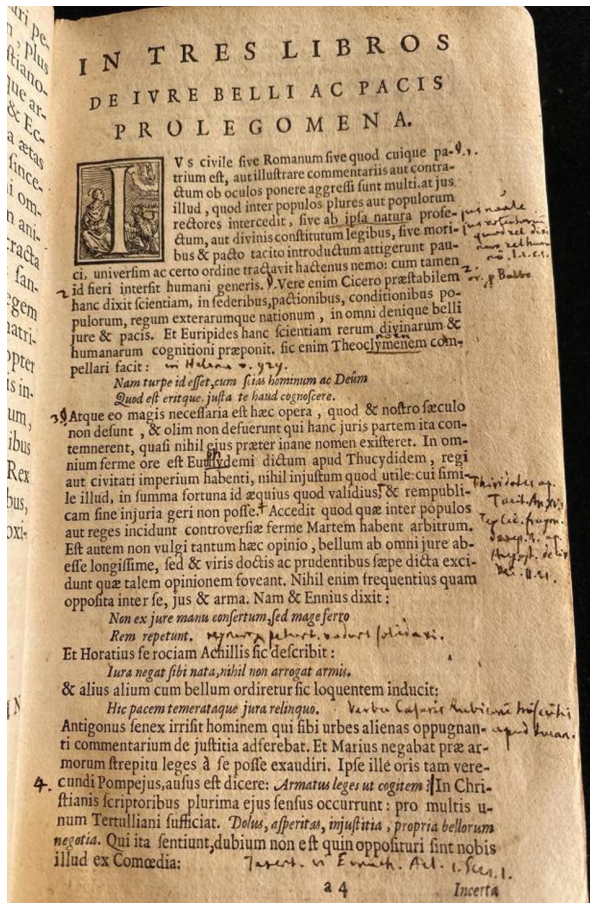 IN TRES LIBROS
DE IVRE BELLI AC PACIS
PROLEGOMENA.
IVs civile sive Romanum sive quod cuique pa-
trium est, aut illustrare commentariis aut contra-
ctum ob oculos ponere aggressi sunt multi. at jus
illud, quod inter populos plures aut populorum
rectores intercedit, sive ab ipsa natura profe-
ctum, aut divinis constitutum legibus, sive mori-
bus & pacto tacito introductum attigerunt pau-
ci, universim ac certo ordine tractavit hactenus nemo: cum tamen
2 id fieri intersit humani generis. Vere enim Cicero præstabilem
hanc dixit scientiam, in federibus, pactionibus, conditionibus po-
pulorum, regum exterarumque nationum, in omni denique belli
jure & pacis. Et Euripides hanc scientiam rerum divinarum &
humanarum cognitioni præponit. sic enim Theoclymenem com-
pellari facit: in Helena v. 929.
Nam turpe id esset, cum scias hominum ac Deûm
Quod est eritque. justa te haud cognoscere.
3 Atque eo magis necessaria est hæc opera, quod & nostro sæculo
non desunt, & olim non defuerunt qui hanc juris partem ita con-
temnerent, quasi nihil ejus præter inane nomen existeret. In om-
nium ferme ore est Euthydemi dictum apud Thucydidem, regi
aut civitati imperium habenti, nihil injustum quod utile: cui simi-
le illud, in summa fortuna id æquius quod validius, & rempubli-
cam sine injuria geri non posse. Accedit quod quæ inter populos
aut reges incidunt controversiæ ferme Martem habent arbitrum.
Est autem non vulgi tantum hæc opinio, bellum ab omni jure ab-
esse longissime, sed & viris doctis ac prudentibus sæpe dicta exci-
dunt quæ talem opinionem foveant. Nihil enim frequentius quam
opposita inter se, jus & arma. Nam & Ennius dixit:
Non ex jure manu consertum, sed mage ferro
Rem repetunt.
Et Horatius ferociam Achillis sic describit:
Iura negat sibi nata, nihil non arrogat armis.
& alius alium cum bellum ordiretur sic loquentem inducit:
Hic pacem temerataque jura relinquo. Verba Cæsaris
Antigonus senex irrisit hominem qui sibi urbes alienas oppugnan-
ti commentarium de justitia adferebat. Et Marius negabat præ ar-
morum strepitu leges à se posse exaudiri. Ipse ille oris tam vere-
4. cundi Pompejus, ausus est dicere: Armatus leges ut cogitem? In Chri-
stianis scriptoribus plurima ejus sensus occurrunt: pro multis u-
num Tertulliani sufficiat. Dolus, asperitas, injustitia, propria bellorum
negotia. Qui ita sentiunt, dubium non est quin opposituri sint nobis
illud ex Comœdia: Terent. in Eunuch. Act. 1. Scen. 1.
a 4 Incerta